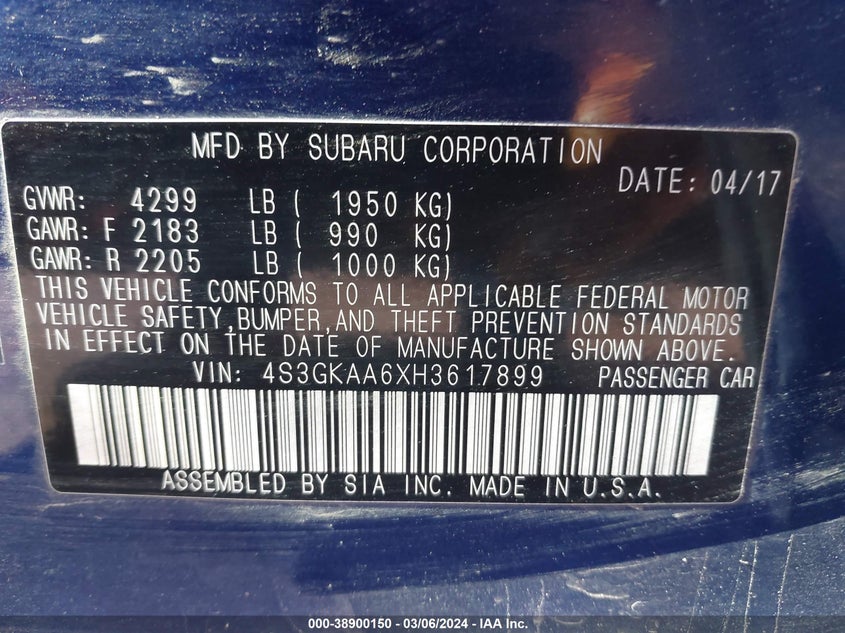 MFD BY SUBARU CORPORATION
DATE: 04/17
GVWR: 4299 LB ( 1950 KG)
GAWR: F 2183 LB ( 990 KG)
GAWR: R 2205 LB ( 1000 KG)
THIS VEHICLE CONFORMS TO ALL APPLICABLE FEDERAL MOTOR
VEHICLE SAFETY,BUMPER,AND THEFT PREVENTION STANDARDS
IN EFFECT ON THE DATE OF MANUFACTURE SHOWN ABOVE.
VIN: 4S3GKAA6XH3617899 PASSENGER CAR
ASSEMBLED BY SIA INC. MADE IN U.S.A.
000-38900150 — 03/06/2024 — IAA Inc.